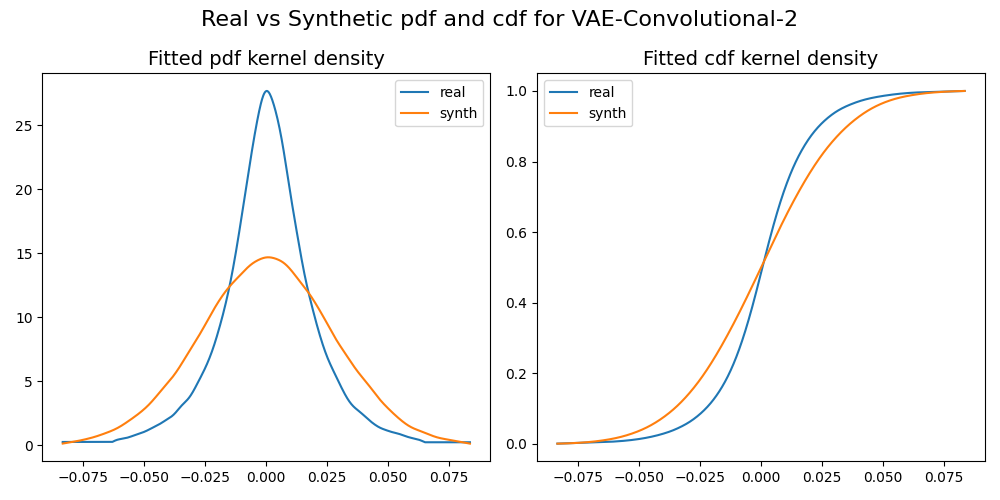 Real vs Synthetic pdf and cdf for VAE-Convolutional-2
Fitted pdf kernel density
real
synth
25
20
15
10
5
0
−0.075 −0.050 −0.025 0.000 0.025 0.050 0.075
Fitted cdf kernel density
real
synth
1.0
0.8
0.6
0.4
0.2
0.0
−0.075 −0.050 −0.025 0.000 0.025 0.050 0.075